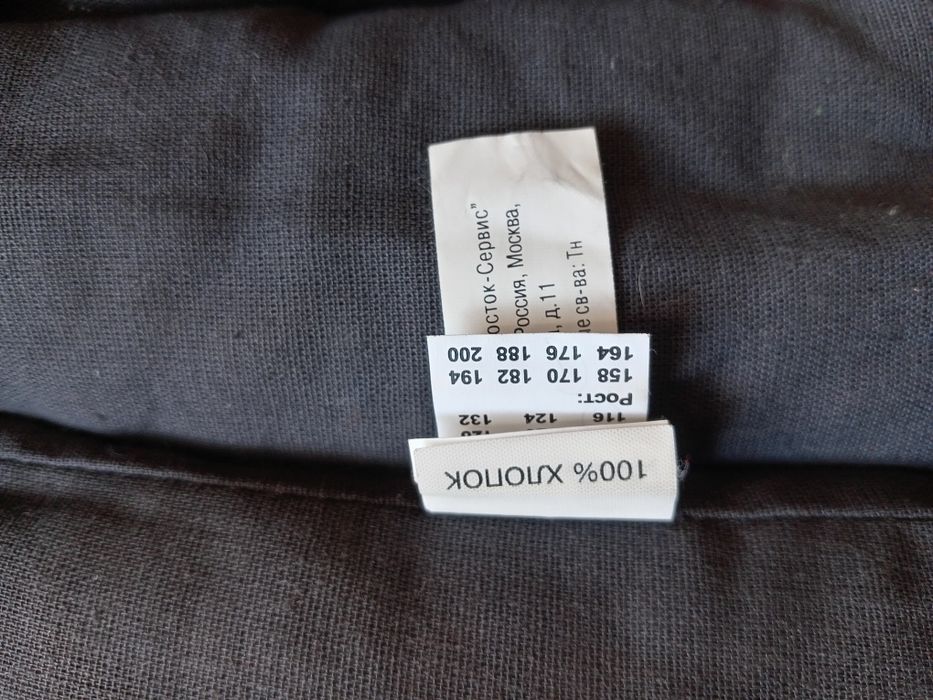 осток-Сервис”
Россия, Москва,
, д.11
е св-ва: Тн
100% ХЛОПОК
116 124 132
Рост:
158 170 182 194
164 176 188 200